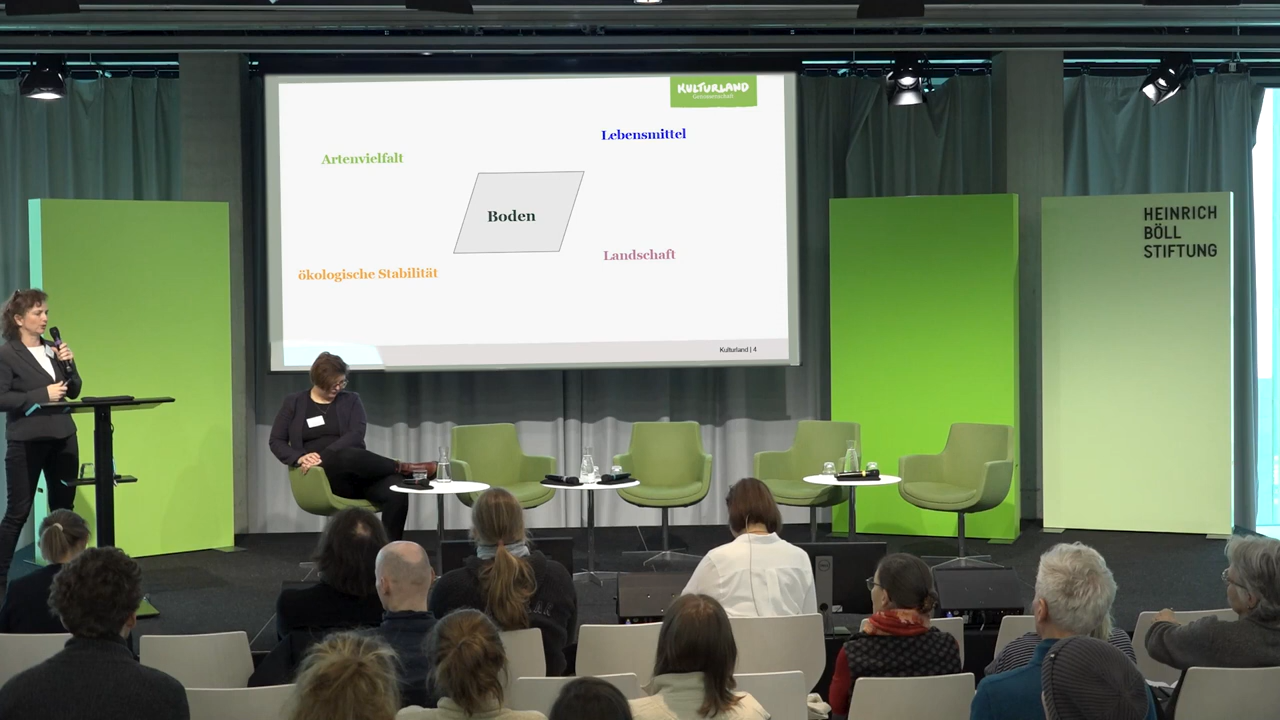 KULTURLAND
Genossenschaft
Lebensmittel
Artenvielfalt
Boden
Landschaft
ökologische Stabilität
Kulturland | 4
HEINRICH
BÖLL
STIFTUNG